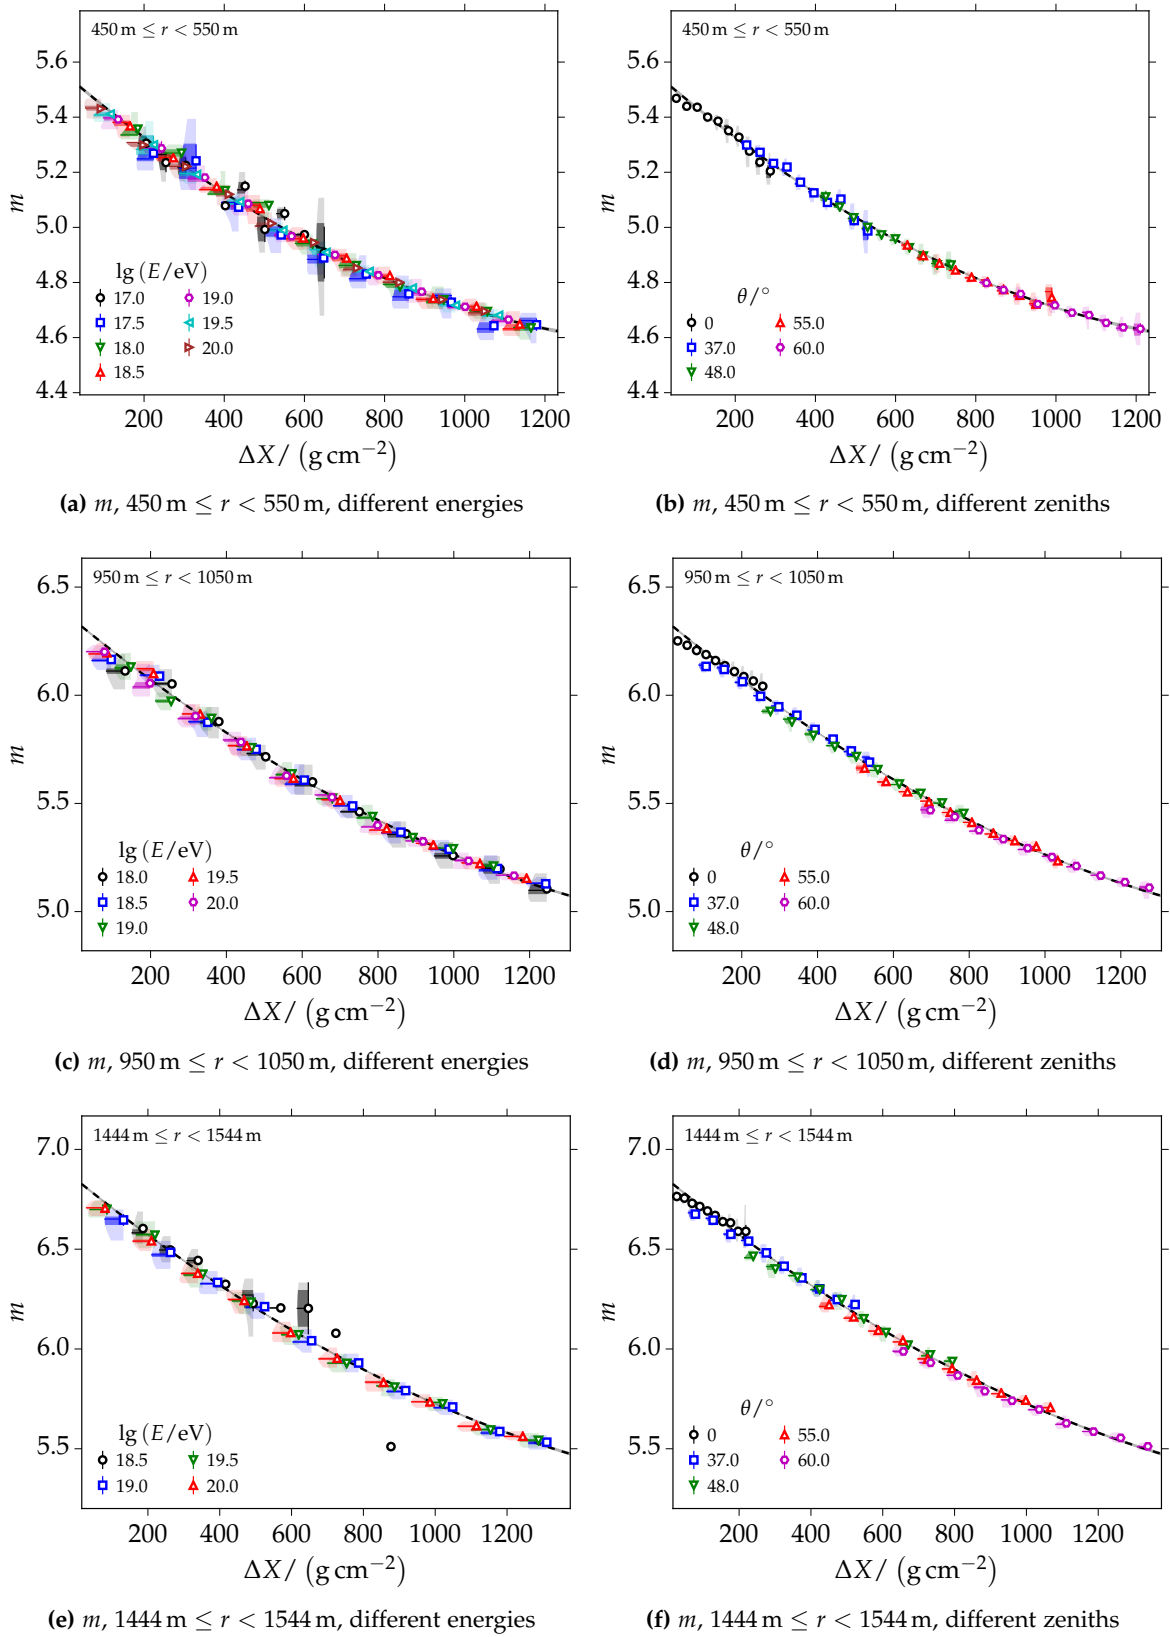 450 m ≤ r < 550 m
5.6
5.4
5.2
5.0
4.8
4.6
4.4
m
lg (E/eV)
17.0
17.5
18.0
18.5
19.0
19.5
20.0
200 400 600 800 1000 1200
ΔX/ (g cm⁻²)
(a) m, 450 m ≤ r < 550 m, different energies
450 m ≤ r < 550 m
5.6
5.4
5.2
5.0
4.8
4.6
4.4
m
θ/°
0
37.0
48.0
55.0
60.0
200 400 600 800 1000 1200
ΔX/ (g cm⁻²)
(b) m, 450 m ≤ r < 550 m, different zeniths
950 m ≤ r < 1050 m
6.5
6.0
5.5
5.0
m
lg (E/eV)
18.0
18.5
19.0
19.5
20.0
200 400 600 800 1000 1200
ΔX/ (g cm⁻²)
(c) m, 950 m ≤ r < 1050 m, different energies
950 m ≤ r < 1050 m
6.5
6.0
5.5
5.0
m
θ/°
0
37.0
48.0
55.0
60.0
200 400 600 800 1000 1200
ΔX/ (g cm⁻²)
(d) m, 950 m ≤ r < 1050 m, different zeniths
1444 m ≤ r < 1544 m
7.0
6.5
6.0
5.5
m
lg (E/eV)
18.5
19.0
19.5
20.0
200 400 600 800 1000 1200
ΔX/ (g cm⁻²)
(e) m, 1444 m ≤ r < 1544 m, different energies
1444 m ≤ r < 1544 m
7.0
6.5
6.0
5.5
m
θ/°
0
37.0
48.0
55.0
60.0
200 400 600 800 1000 1200
ΔX/ (g cm⁻²)
(f) m, 1444 m ≤ r < 1544 m, different zeniths